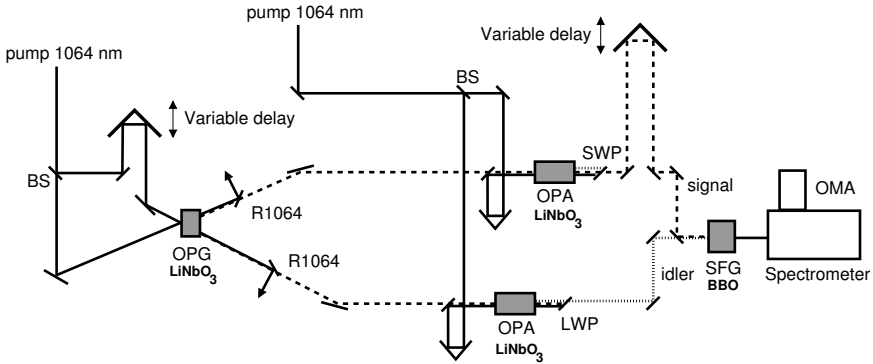 pump 1064 nm
pump 1064 nm
Variable delay
BS
Variable delay
BS
SWP
OPA
LiNbO3
signal
OMA
R1064
OPG
LiNbO3
R1064
idler
SFG
BBO
Spectrometer
OPA
LiNbO3
LWP